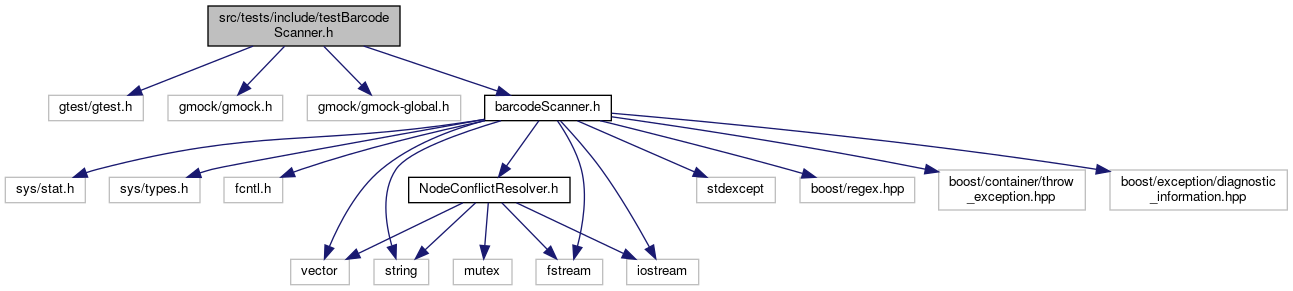 src/tests/include/testBarcode
Scanner.h
gtest/gtest.h
gmock/gmock.h
gmock/gmock-global.h
barcodeScanner.h
sys/stat.h
sys/types.h
fcntl.h
NodeConflictResolver.h
stdexcept
boost/regex.hpp
boost/container/throw
_exception.hpp
boost/exception/diagnostic
_information.hpp
vector
string
mutex
fstream
iostream